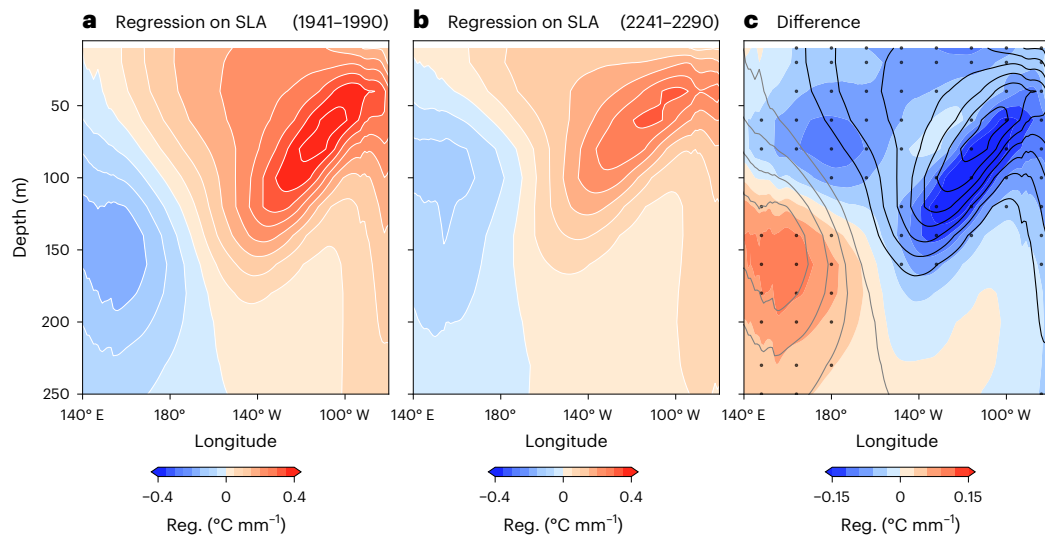 a Regression on SLA (1941–1990)
b Regression on SLA (2241–2290)
c Difference
Depth (m)
50
100
150
200
250
140° E 180° 140° W 100° W
140° E 180° 140° W 100° W
140° E 180° 140° W 100° W
Longitude
Longitude
Longitude
−0.4 0 0.4
−0.4 0 0.4
−0.15 0 0.15
Reg. (°C mm⁻¹)
Reg. (°C mm⁻¹)
Reg. (°C mm⁻¹)